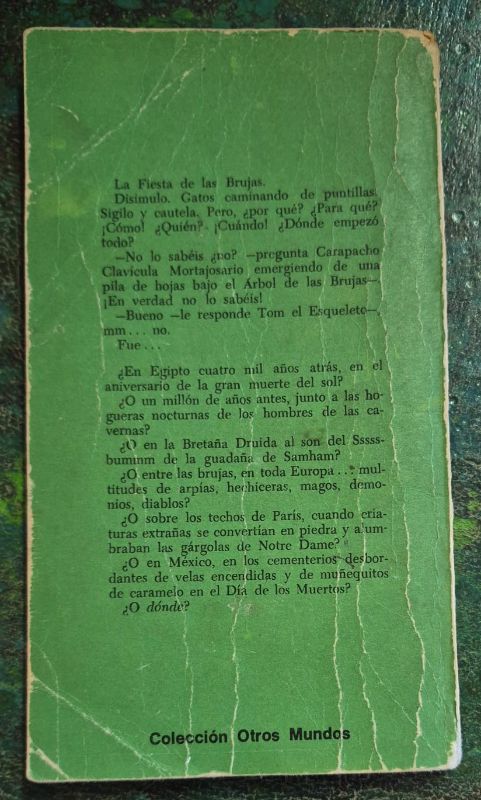 La Fiesta de las Brujas.
Disimulo. Gatos caminando de puntillas.
Sigilo y cautela. Pero, ¿por qué? ¿Para qué?
¡Cómo! ¿Quién? ¡Cuándo! ¿Dónde empezó
todo?
—No lo sabéis ¿no? —pregunta Carapacho
Clavícula Mortajosario emergiendo de una
pila de hojas bajo el Árbol de las Brujas—.
¡En verdad no lo sabéis!
—Bueno —le responde Tom el Esqueleto—,
mm... no.
Fue...
¿En Egipto cuatro mil años atrás, en el
aniversario de la gran muerte del sol?
¿O un millón de años antes, junto a las ho-
gueras nocturnas de los hombres de las ca-
vernas?
¿O en la Bretaña Druida al son del Sssss-
bummm de la guadaña de Samham?
¿O entre las brujas, en toda Europa... mul-
titudes de arpías, hechiceras, magos, demo-
nios, diablos?
¿O sobre los techos de París, cuando cria-
turas extrañas se convertían en piedra y alum-
braban las gárgolas de Notre Dame?
¿O en México, en los cementerios desbor-
dantes de velas encendidas y de muñequitos
de caramelo en el Día de los Muertos?
¿O dónde?
Colección Otros Mundos